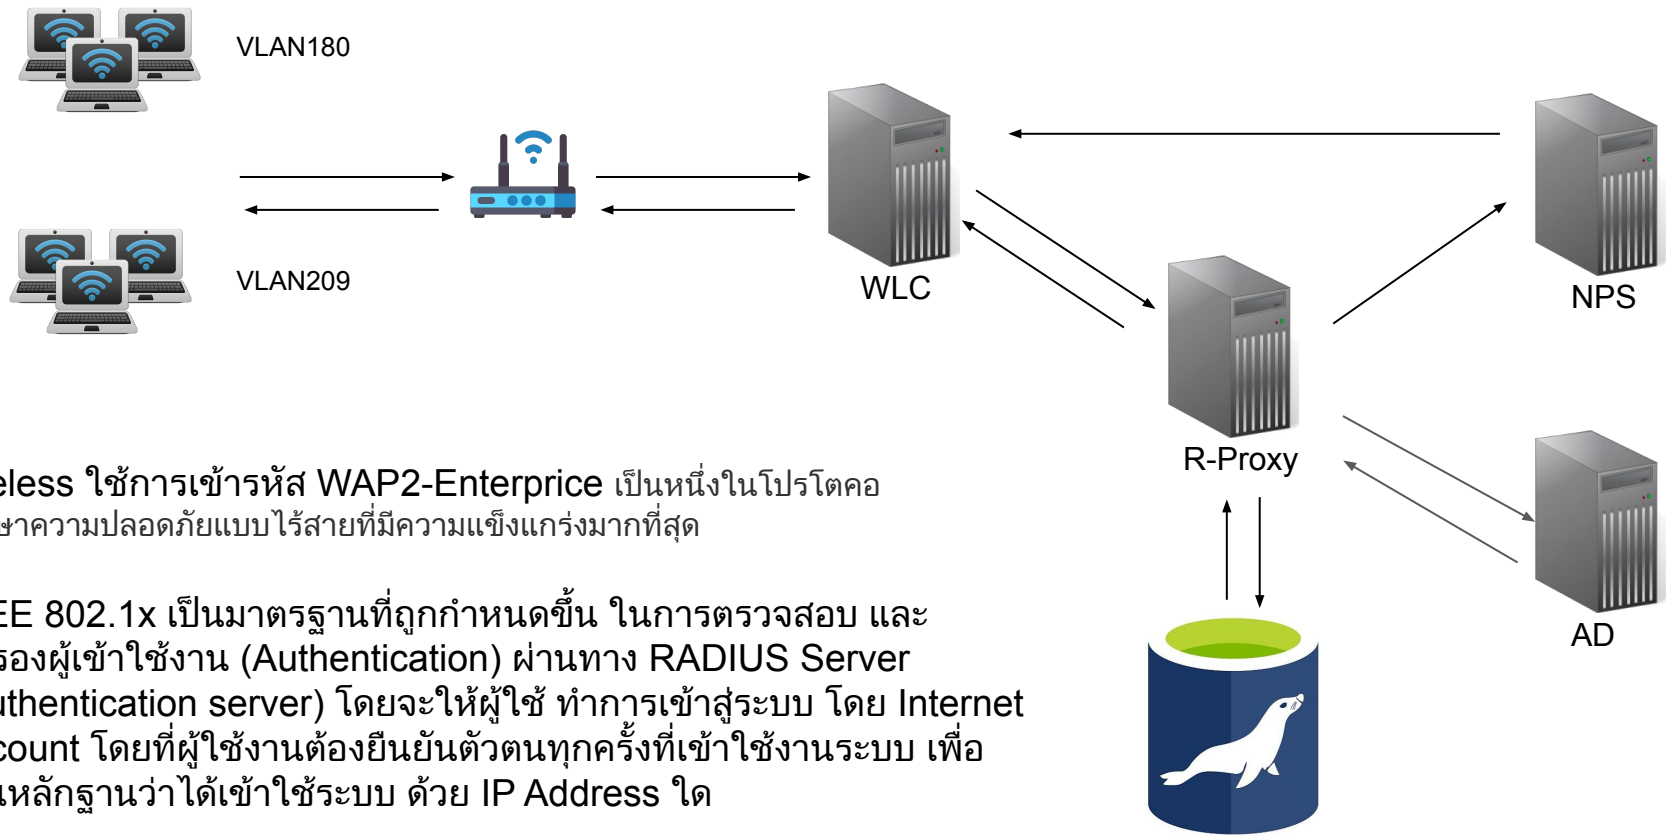 VLAN180
VLAN209
WLC
NPS
R-Proxy
AD
eless ใช้การเข้ารหัส WAP2-Enterprice เป็นหนึ่งในโปรโตคอ
ษาความปลอดภัยแบบไร้สายที่มีความแข็งแกร่งมากที่สุด
EE 802.1x เป็นมาตรฐานที่ถูกกำหนดขึ้น ในการตรวจสอบ และ
รองผู้เข้าใช้งาน (Authentication) ผ่านทาง RADIUS Server
uthentication server) โดยจะให้ผู้ใช้ ทำการเข้าสู่ระบบ โดย Internet
count โดยที่ผู้ใช้งานต้องยืนยันตัวตนทุกครั้งที่เข้าใช้งานระบบ เพื่อ
นหลักฐานว่าได้เข้าใช้ระบบ ด้วย IP Address ใด